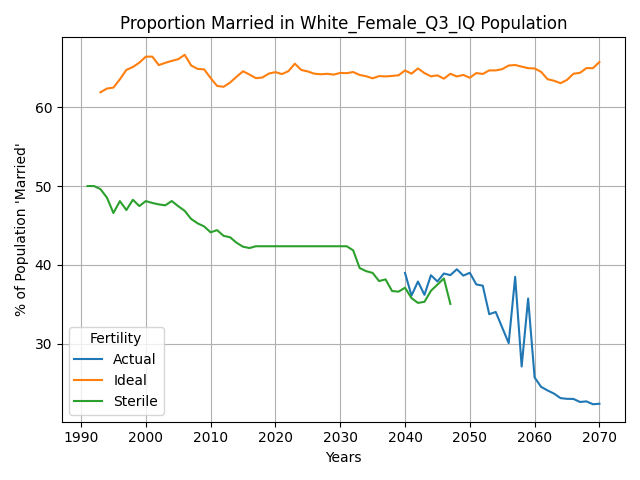 Proportion Married in White_Female_Q3_IQ Population
% of Population 'Married'
60
50
40
30
Fertility
Actual
Ideal
Sterile
1990 2000 2010 2020 2030 2040 2050 2060 2070
Years